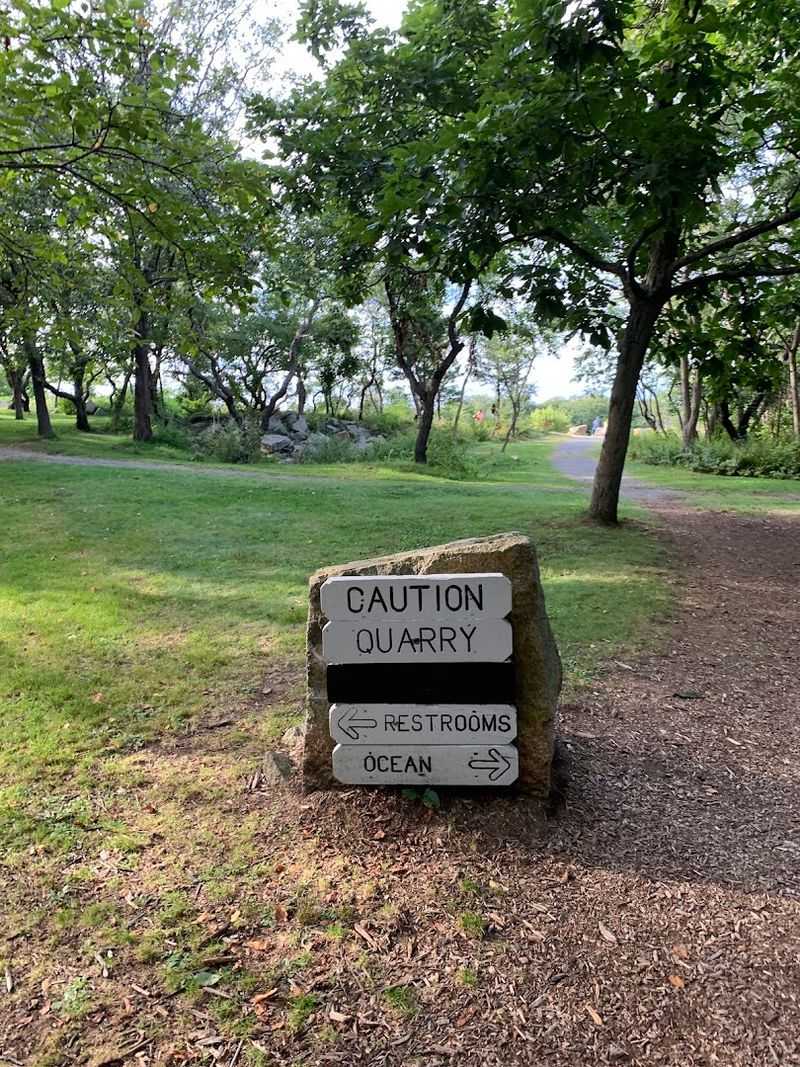 CAUTION
QUARRY
← RESTROOMS
OCEAN →